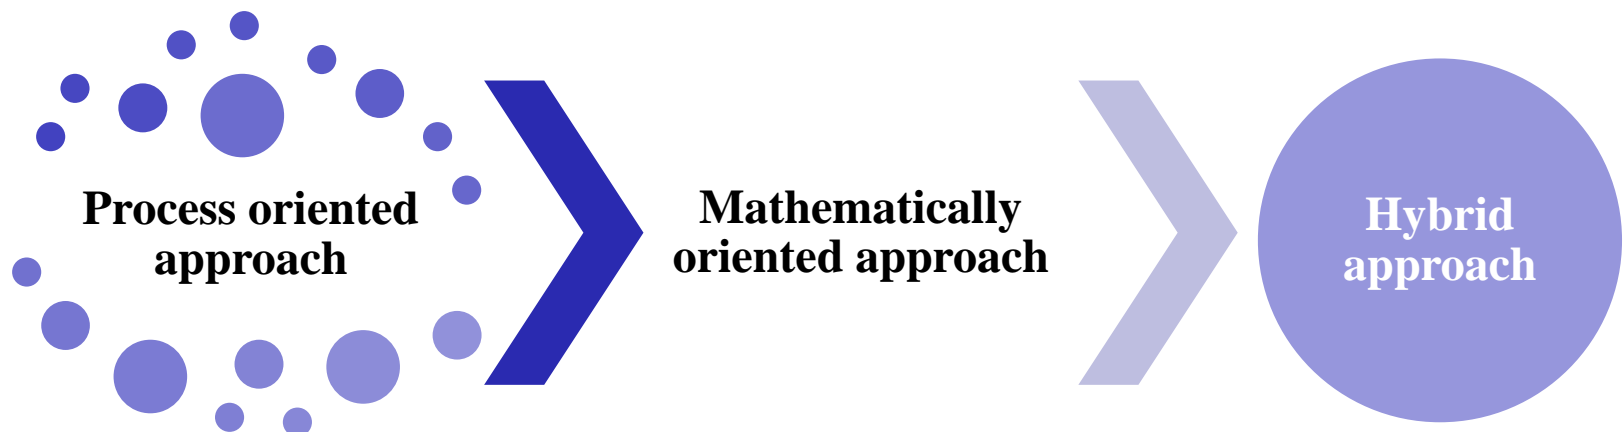 Process oriented
approach
Mathematically
oriented approach
Hybrid
approach